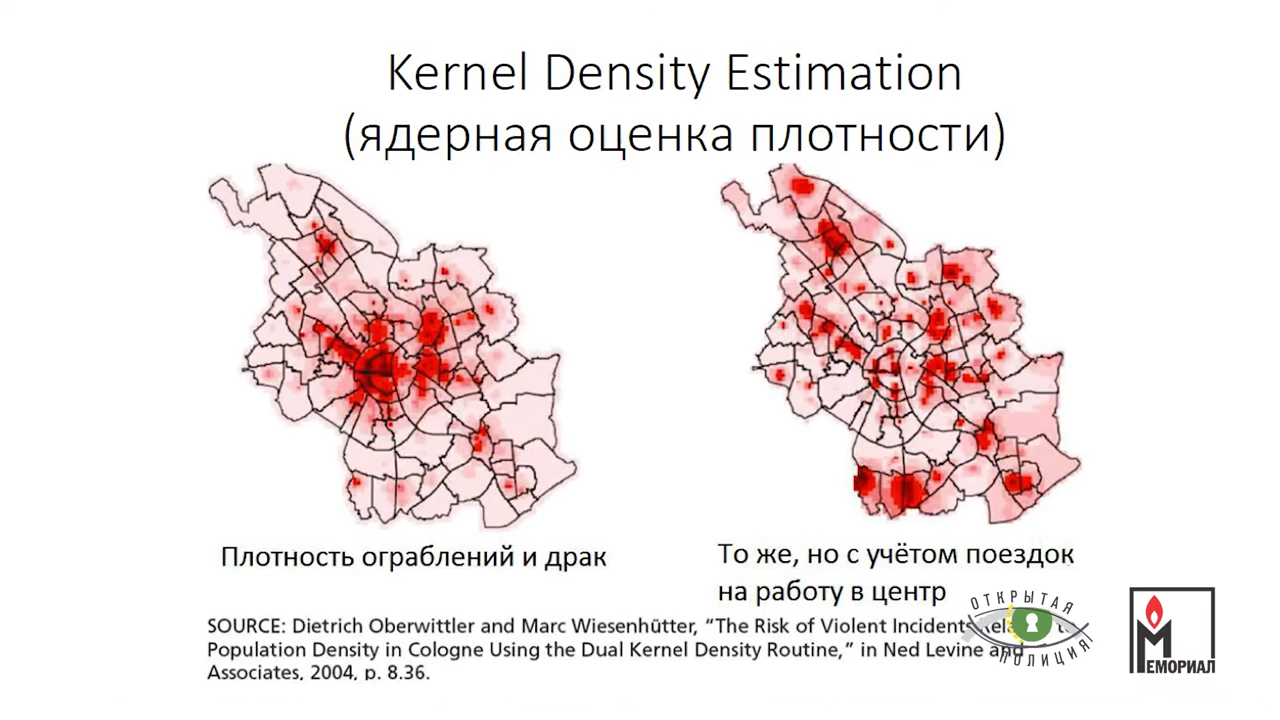 Kernel Density Estimation
(ядерная оценка плотности)
Плотность ограблений и драк
То же, но с учётом поездок
на работу в центр
SOURCE: Dietrich Oberwittler and Marc Wiesenhütter, “The Risk of Violent Incidents
Population Density in Cologne Using the Dual Kernel Density Routine,” in Ned Levine and
Associates, 2004, p. 8.36.
ОТКРЫТАЯ
ПОЛИЦИЯ
МЕМОРИАЛ